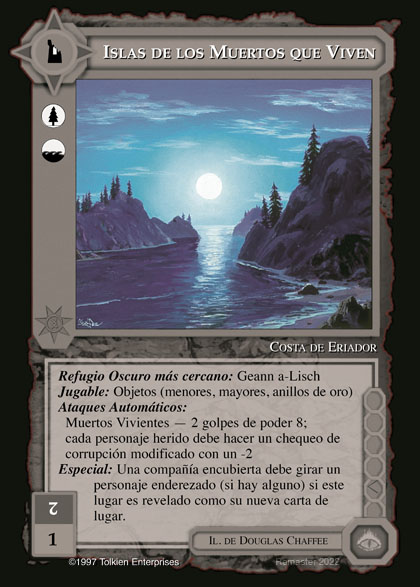 Islas de los Muertos que Viven
Costa de Eriador
Refugio Oscuro más cercano: Geann a-Lisch
Jugable: Objetos (menores, mayores, anillos de oro)
Ataques Automáticos:
Muertos Vivientes — 2 golpes de poder 8;
cada personaje herido debe hacer un chequeo de
corrupción modificado con un -2
Especial: Una compañía encubierta debe girar un
personaje enderezado (si hay alguno) si este
lugar es revelado como su nueva carta de
lugar.
2
1
Il. de Douglas Chaffee
©1997 Tolkien Enterprises
Remaster 2022